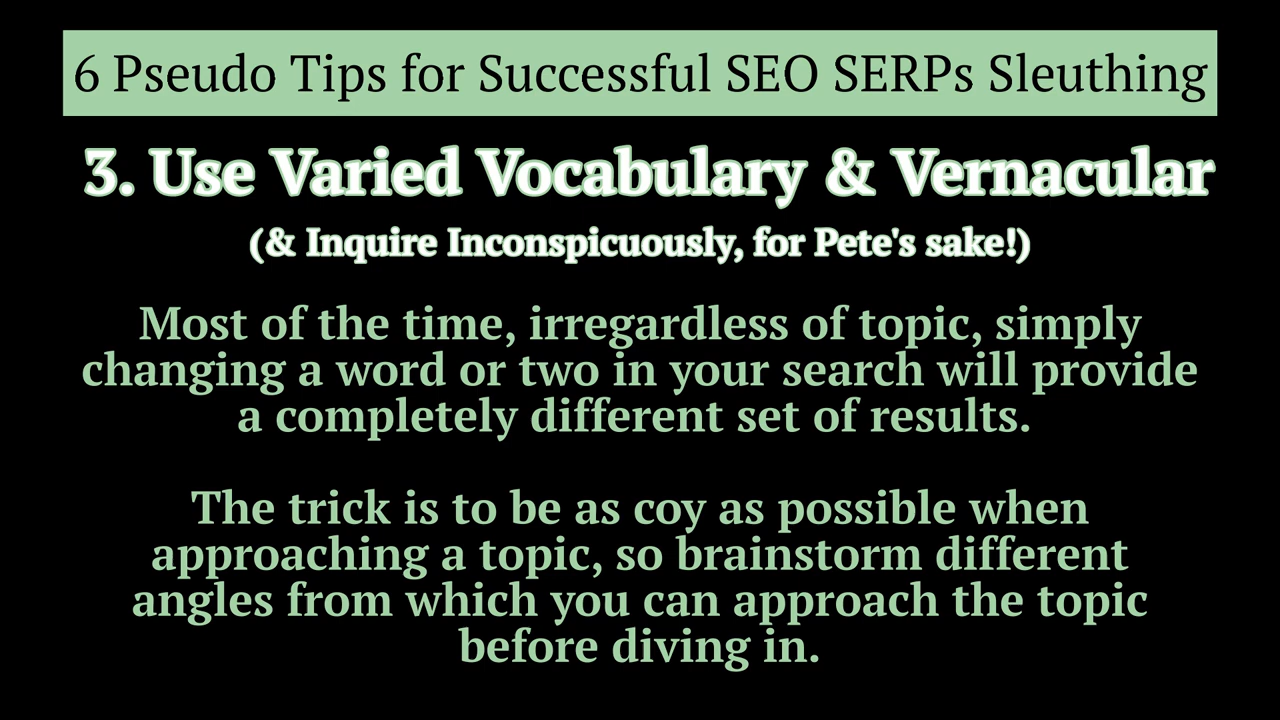 6 Pseudo Tips for Successful SEO SERPs Sleuthing
3. Use Varied Vocabulary & Vernacular
(& Inquire Inconspicuously, for Pete's sake!)
Most of the time, irregardless of topic, simply
changing a word or two in your search will provide
a completely different set of results.
The trick is to be as coy as possible when
approaching a topic, so brainstorm different
angles from which you can approach the topic
before diving in.